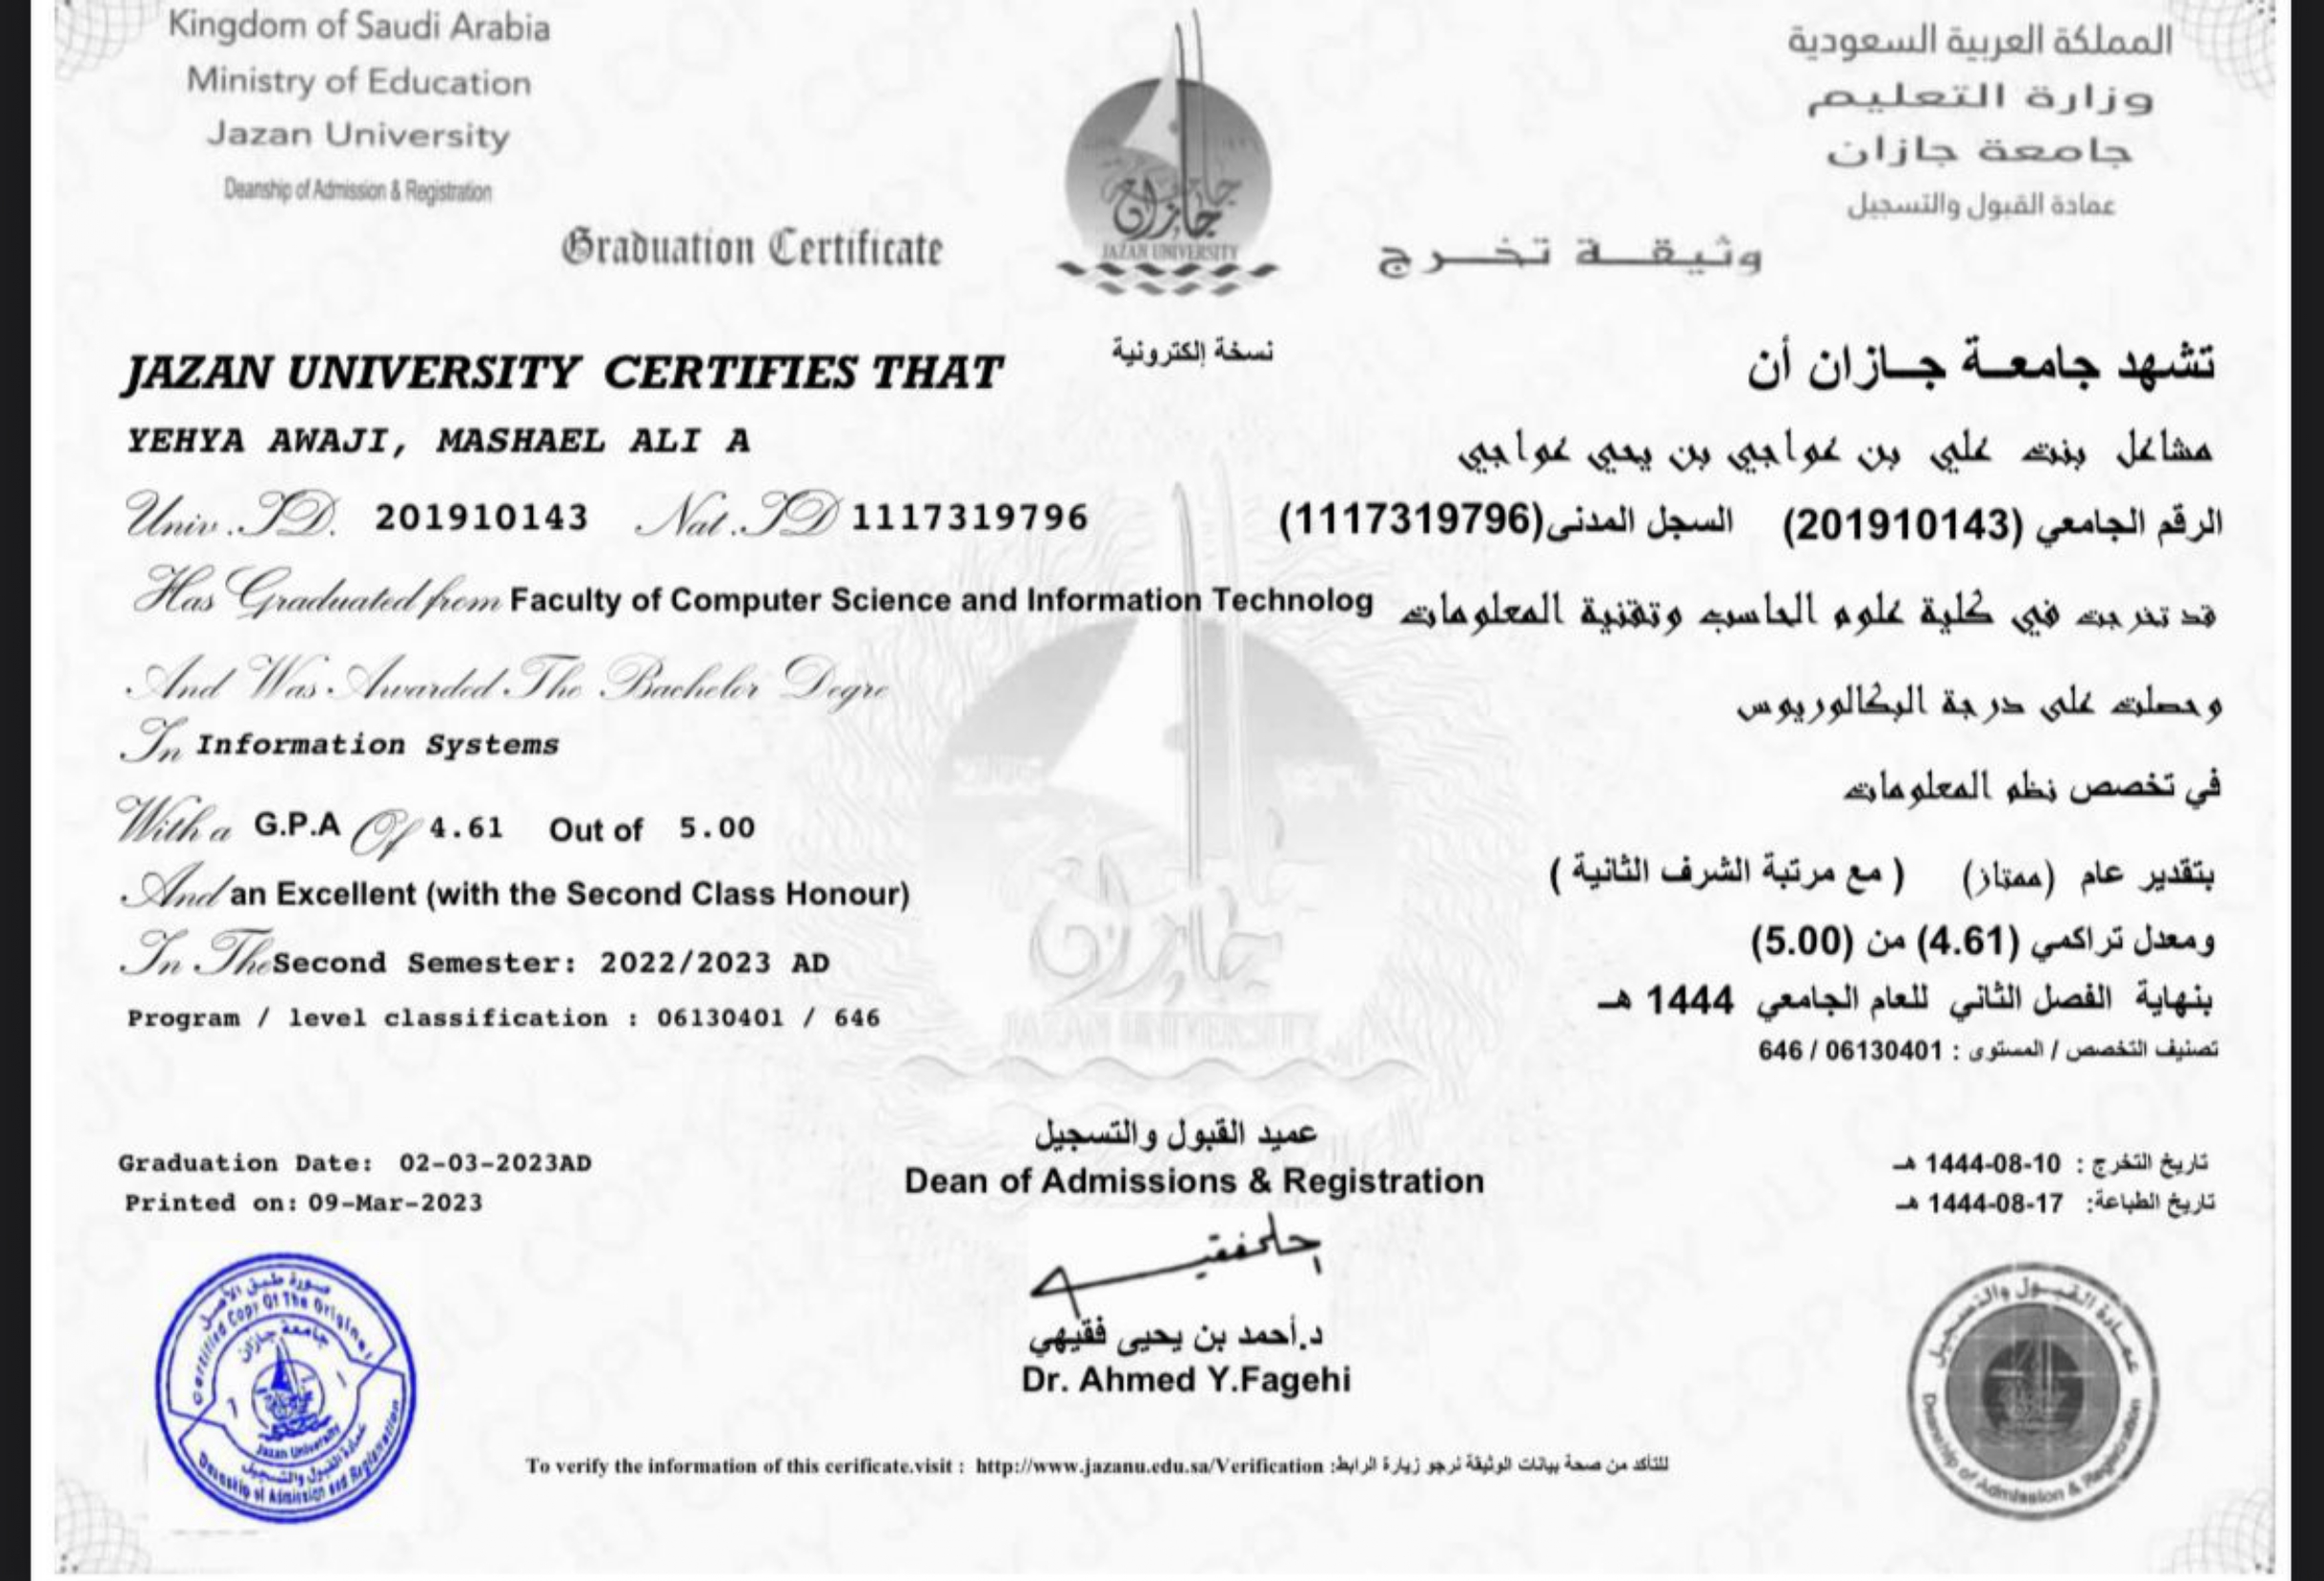 Kingdom of Saudi Arabia
Ministry of Education
Jazan University
Deanship of Admission & Registration
المملكة العربية السعودية
وزارة التعليم
جامعة جازان
عمادة القبول والتسجيل
Graduation Certificate
وثيقة تخرج
جازان
JAZAN UNIVERSITY
نسخة إلكترونية
JAZAN UNIVERSITY CERTIFIES THAT
YEHYA AWAJI, MASHAEL ALI A
Univ. ID. 201910143 Nat. ID 1117319796
Has Graduated from Faculty of Computer Science and Information Technolog
And Was Awarded The Bachelor Degre
In Information Systems
With a G.P.A Of 4.61 Out of 5.00
And an Excellent (with the Second Class Honour)
In The Second Semester: 2022/2023 AD
Program / level classification : 06130401 / 646
تشهد جامعة جازان أن
مشاعل بنت علي بن عواجي بن يحي عواجي
الرقم الجامعي (201910143) السجل المدنى(1117319796)
قد تخرجت في كلية علوم الحاسب وتقنية المعلومات
وحصلت على درجة البكالوريوس
في تخصص نظم المعلومات
بتقدير عام (ممتاز) ( مع مرتبة الشرف الثانية )
ومعدل تراكمي (4.61) من (5.00)
بنهاية الفصل الثاني للعام الجامعي 1444 هـ
تصنيف التخصص / المستوى : 06130401 / 646
جازان
JAZAN UNIVERSITY
Graduation Date: 02-03-2023AD
Printed on: 09-Mar-2023
عميد القبول والتسجيل
Dean of Admissions & Registration
د.أحمد بن يحيى فقيهي
Dr. Ahmed Y.Fagehi
تاريخ التخرج : 10-08-1444 هـ
تاريخ الطباعة: 17-08-1444 هـ
صورة طبق الأصل
Certified Copy Of The Original
جامعة جازان
Jazan University
عمادة القبول والتسجيل
Deanship of Admission and Registration
عمادة القبول والتسجيل
Deanship of Admission & Registration
To verify the information of this cerificate.visit : http://www.jazanu.edu.sa/Verification للتأكد من صحة بيانات الوثيقة نرجو زيارة الرابط: